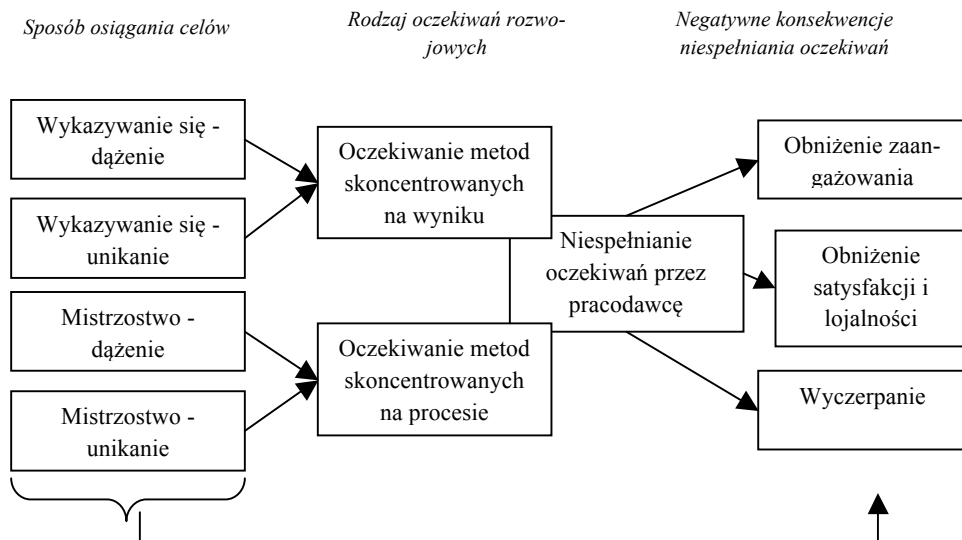 Sposób osiągania celów
Rodzaj oczekiwań rozwo-
jowych
Negatywne konsekwencje
niespełniania oczekiwań
Wykazywanie się -
dążenie
Wykazywanie się -
unikanie
Mistrzostwo -
dążenie
Mistrzostwo -
unikanie
Oczekiwanie metod
skoncentrowanych
na wyniku
Oczekiwanie metod
skoncentrowanych
na procesie
Niespełnianie
oczekiwań przez
pracodawcę
Obniżenie zaan-
gażowania
Obniżenie
satysfakcji i
lojalności
Wyczerpanie